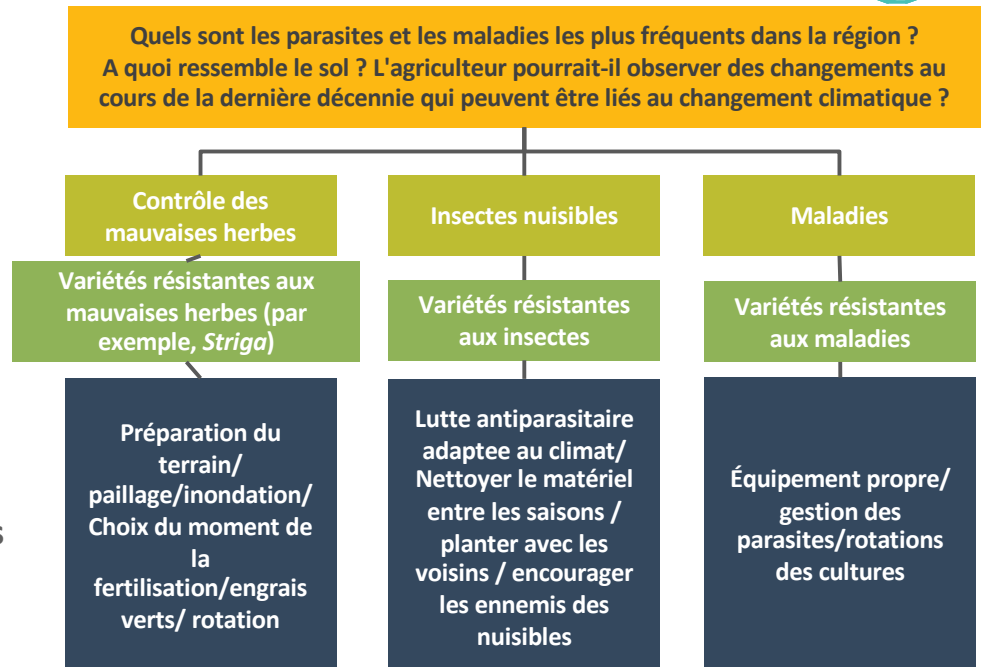 Quels sont les parasites et les maladies les plus fréquents dans la région ?
A quoi ressemble le sol ? L'agriculteur pourrait-il observer des changements au
cours de la dernière décennie qui peuvent être liés au changement climatique ?
Contrôle des
mauvaises herbes
Variétés résistantes aux
mauvaises herbes (par
exemple, Striga)
Préparation du
terrain/
paillage/inondation/
Choix du moment de
la
fertilisation/engrais
verts/ rotation
Insectes nuisibles
Variétés résistantes
aux insectes
Lutte antiparasitaire
adaptee au climat/
Nettoyer le matériel
entre les saisons /
planter avec les
voisins / encourager
les ennemis des
nuisibles
Maladies
Variétés résistantes
aux maladies
Équipement propre/
gestion des
parasites/rotations
des cultures
s